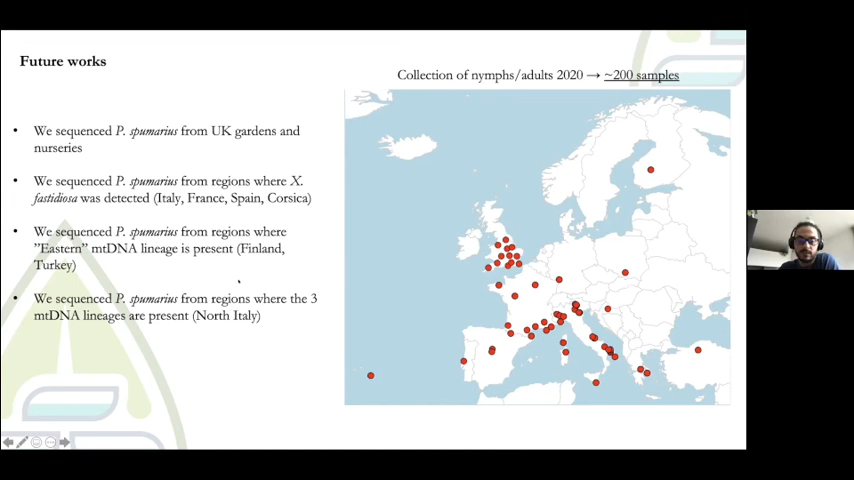 Future works
Collection of nymphs/adults 2020 → ~200 samples
• We sequenced P. spumarius from UK gardens and
nurseries
• We sequenced P. spumarius from regions where X.
fastidiosa was detected (Italy, France, Spain, Corsica)
• We sequenced P. spumarius from regions where
”Eastern” mtDNA lineage is present (Finland,
Turkey)
• We sequenced P. spumarius from regions where the 3
mtDNA lineages are present (North Italy)